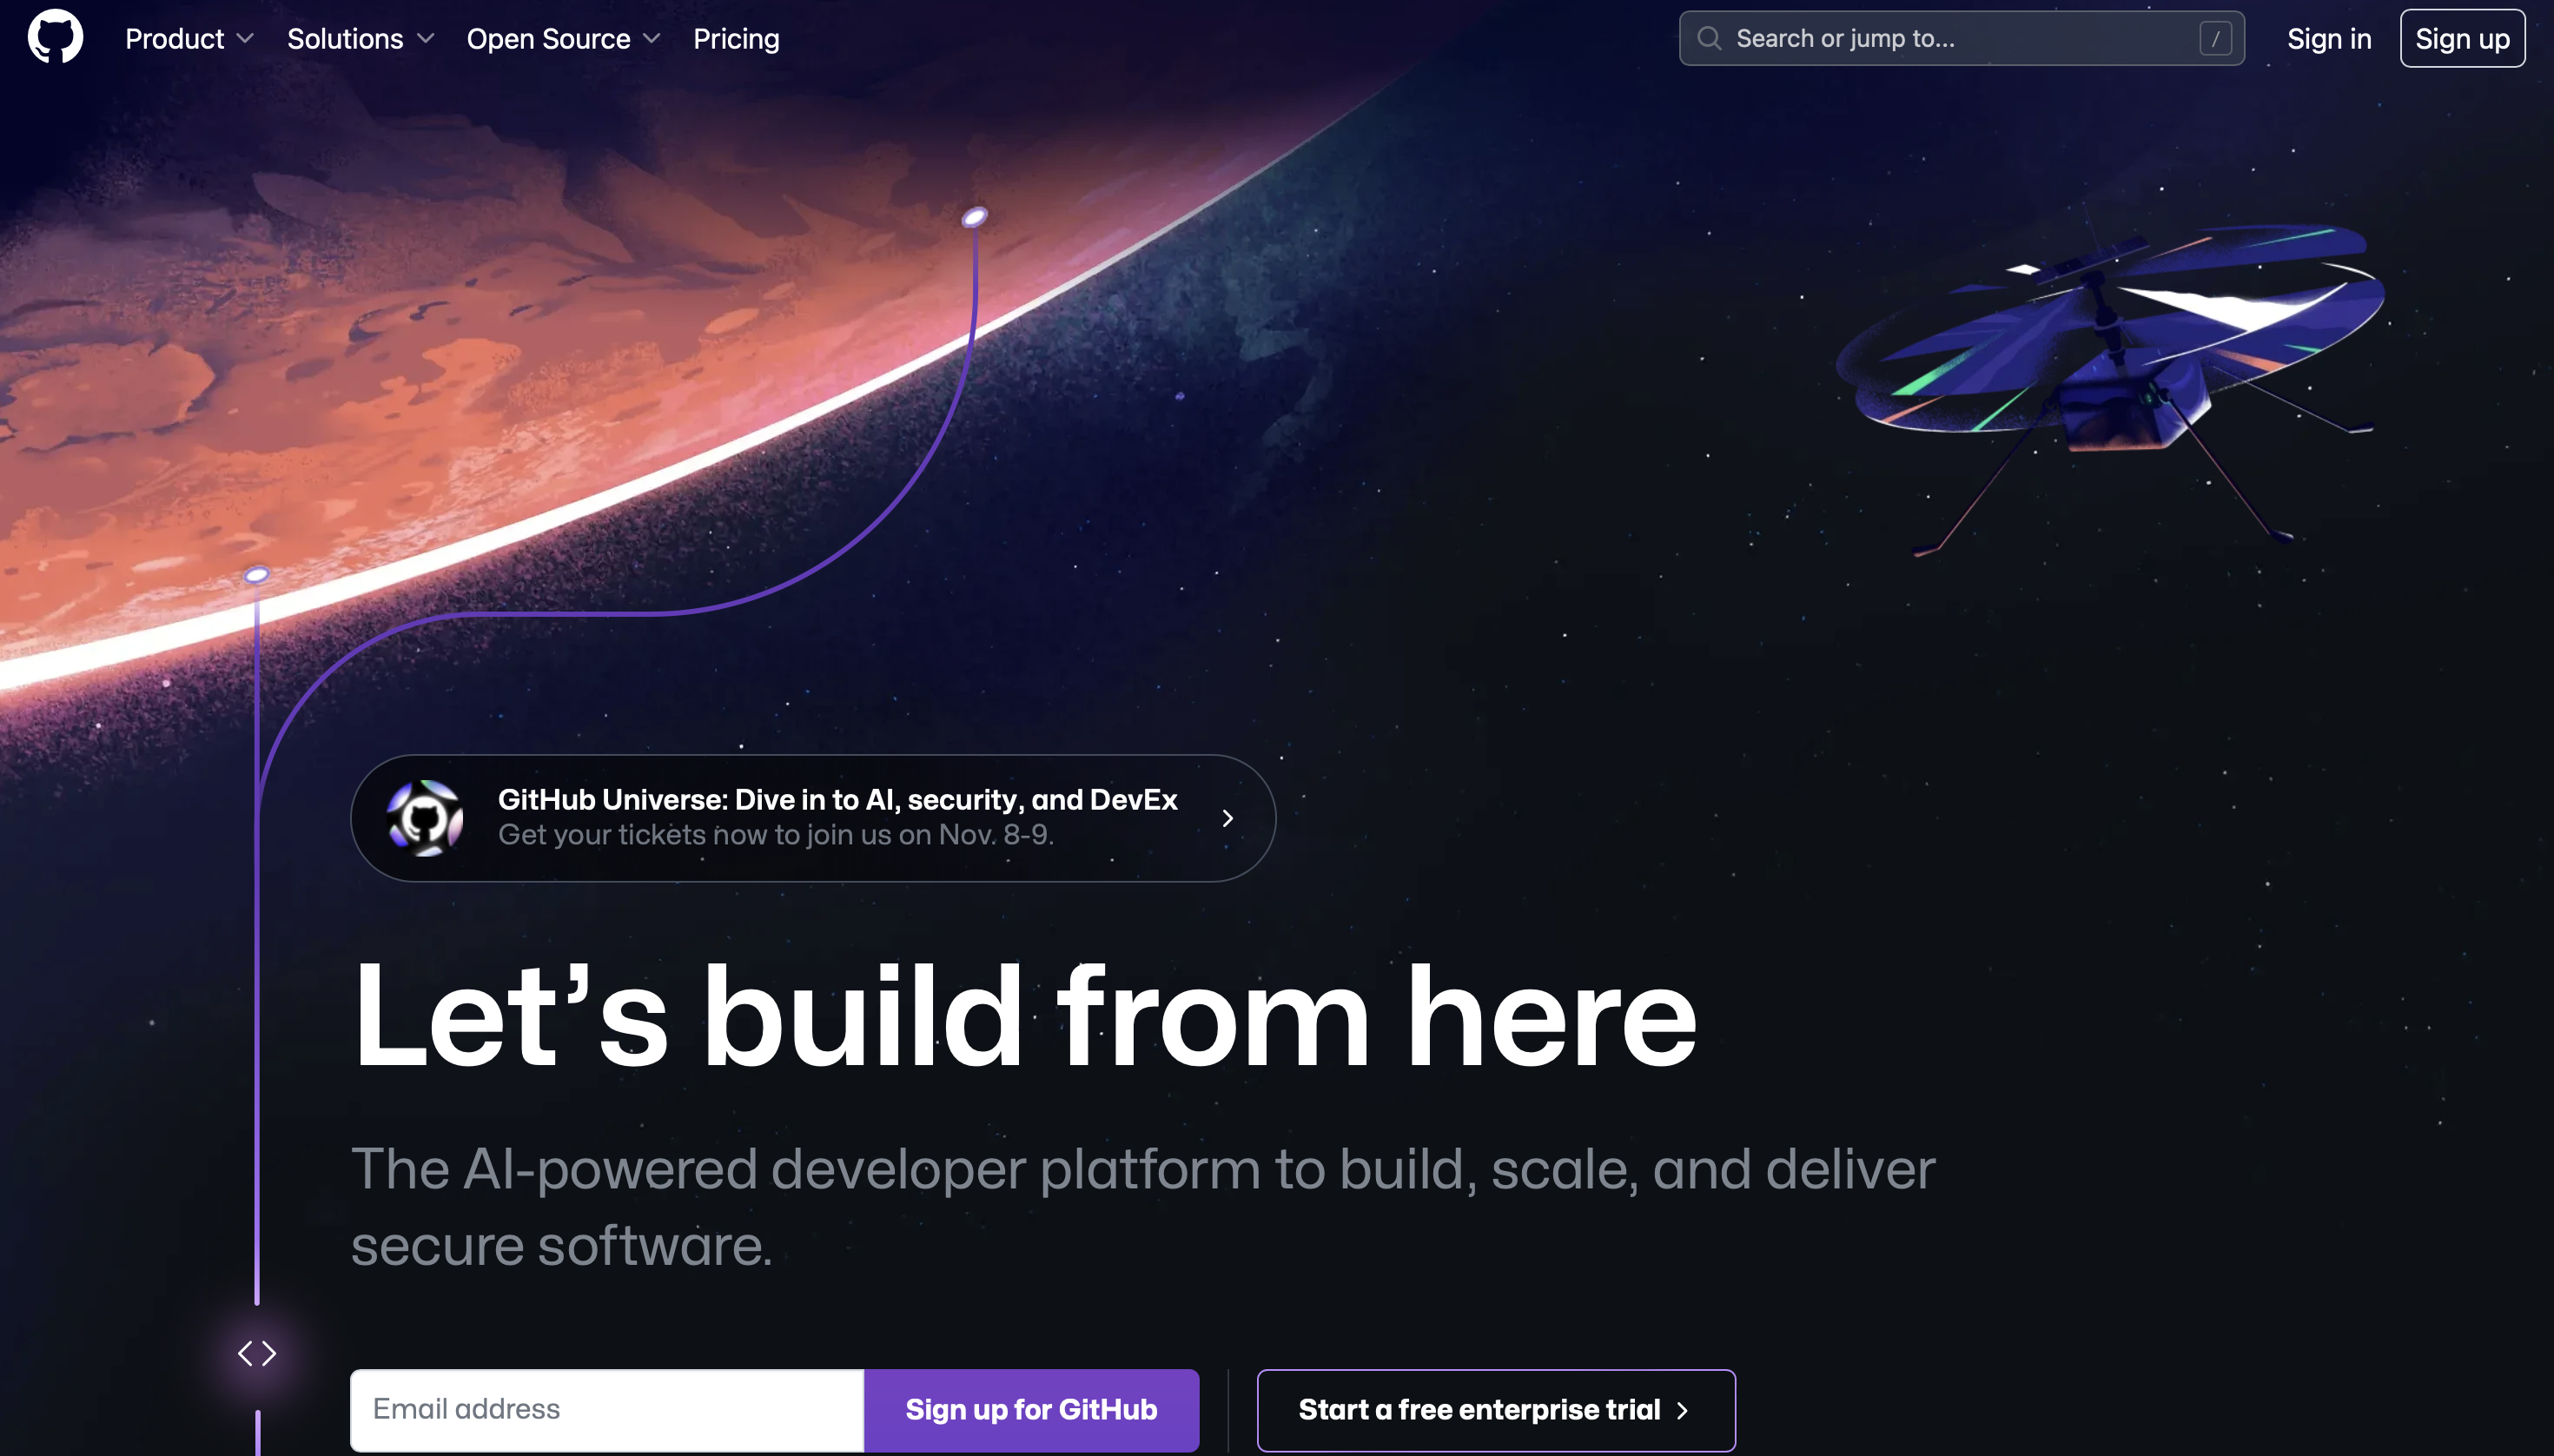 Product
Solutions
Open Source
Pricing
Search or jump to...
/
Sign in
Sign up
GitHub Universe: Dive in to AI, security, and DevEx
Get your tickets now to join us on Nov. 8-9.
Let’s build from here
The AI-powered developer platform to build, scale, and deliver
secure software.
Email address
Sign up for GitHub
Start a free enterprise trial